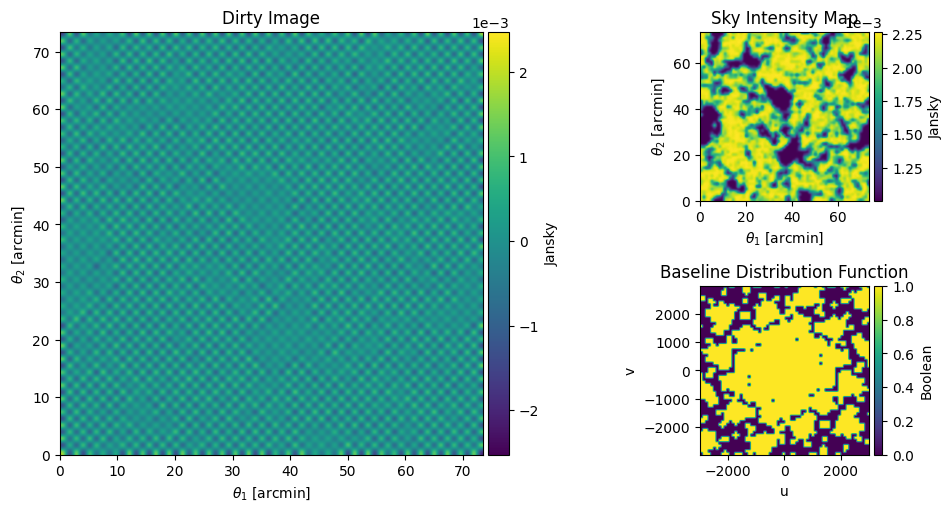 Dirty Image
1e−3
70
60
50
40
30
20
10
0
θ2 [arcmin]
0 10 20 30 40 50 60 70
θ1 [arcmin]
2
1
0
−1
−2
Jansky
Sky Intensity Map
1e−3
60
40
20
0
θ2 [arcmin]
0 20 40 60
θ1 [arcmin]
2.25
2.00
1.75
1.50
1.25
Jansky
Baseline Distribution Function
2000
1000
0
−1000
−2000
v
−2000 0 2000
u
1.0
0.8
0.6
0.4
0.2
0.0
Boolean